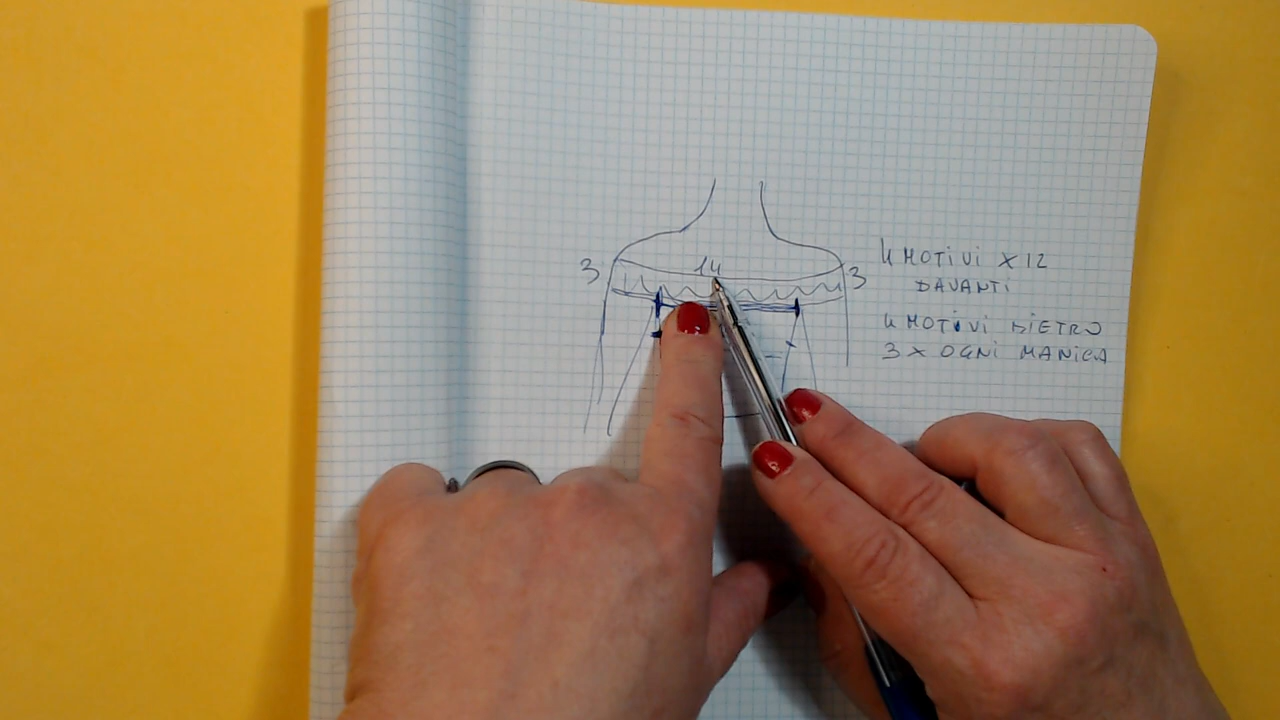 3 14 3
4 MOTIVI X 12
DAVANTI
4 MOTIVI DIETRO
3 X OGNI MANICA